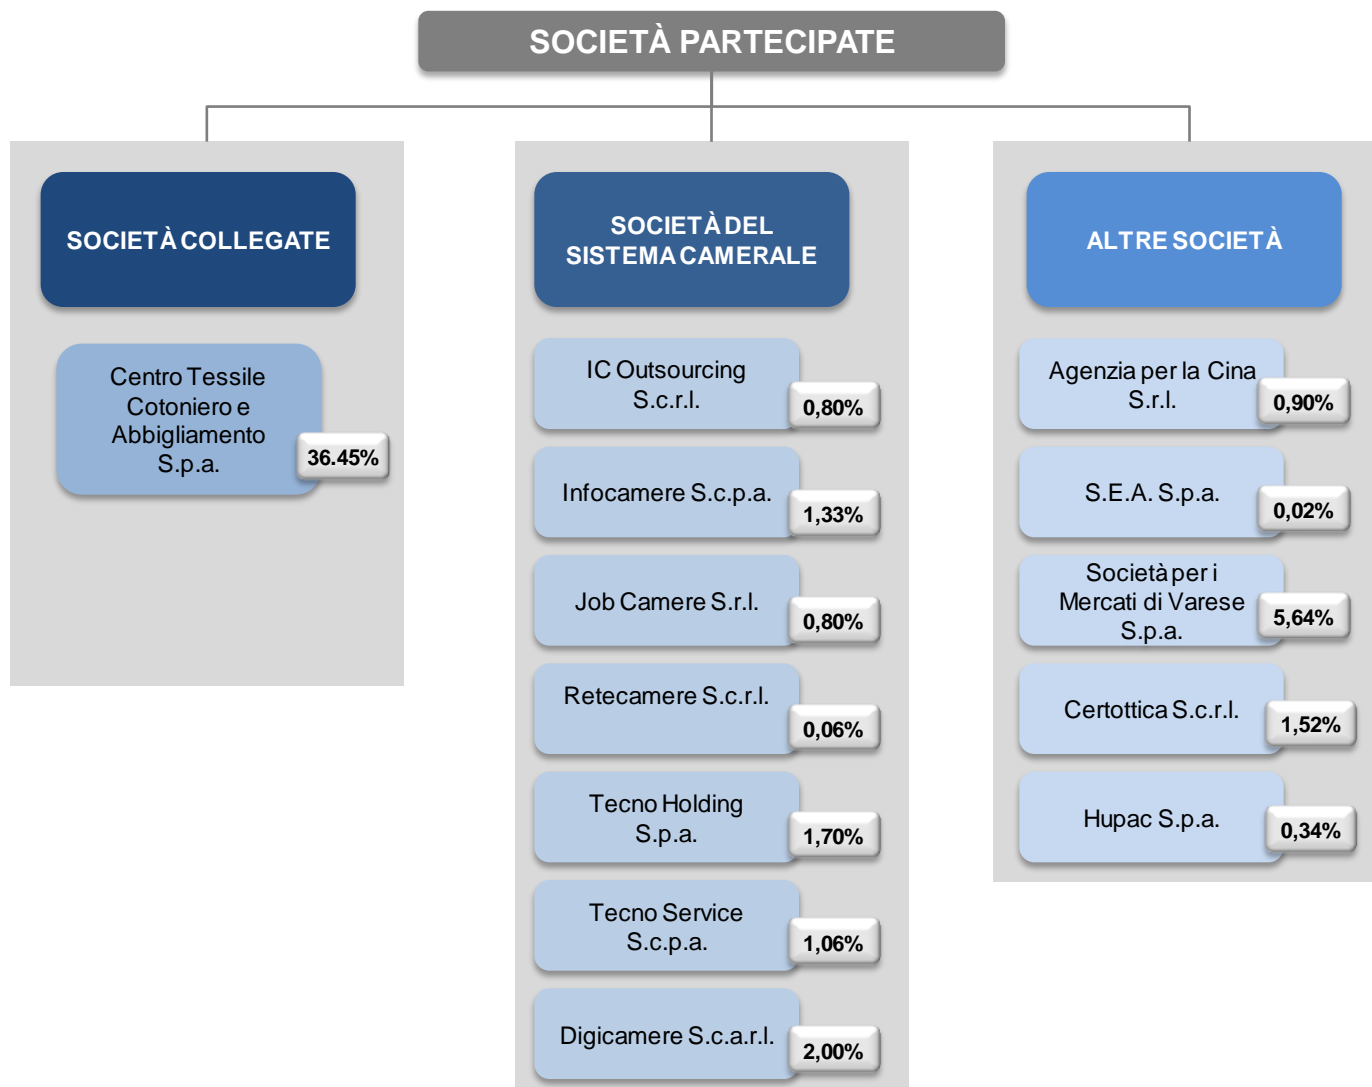 SOCIETÀ PARTECIPATE
SOCIETÀ COLLEGATE
Centro Tessile
Cotoniero e
Abbigliamento
S.p.a.
36.45%
SOCIETÀ DEL
SISTEMA CAMERALE
IC Outsourcing
S.c.r.l.
0,80%
Infocamere S.c.p.a.
1,33%
Job Camere S.r.l.
0,80%
Retecamere S.c.r.l.
0,06%
Tecno Holding
S.p.a.
1,70%
Tecno Service
S.c.p.a.
1,06%
Digicamere S.c.a.r.l.
2,00%
ALTRE SOCIETÀ
Agenzia per la Cina
S.r.l.
0,90%
S.E.A. S.p.a.
0,02%
Società per i
Mercati di Varese
S.p.a.
5,64%
Certottica S.c.r.l.
1,52%
Hupac S.p.a.
0,34%